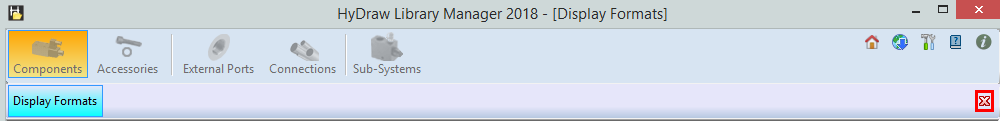 HyDraw Library Manager 2018 - [Display Formats]
Components Accessories External Ports Connections Sub-Systems
Display Formats